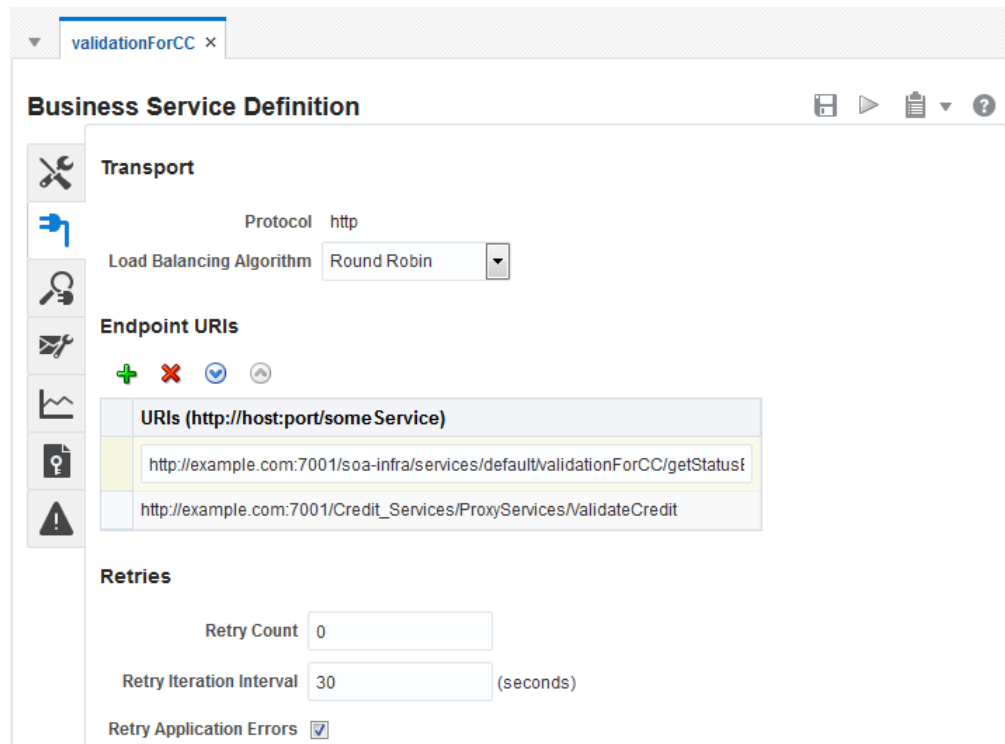 validationForCC ×
Business Service Definition
Transport
Protocol http
Load Balancing Algorithm Round Robin
Endpoint URIs
URIs (http://host:port/someService)
http://example.com:7001/soa-infra/services/default/validationForCC/getStatusE
http://example.com:7001/Credit_Services/ProxyServices/ValidateCredit
Retries
Retry Count 0
Retry Iteration Interval 30 (seconds)
Retry Application Errors